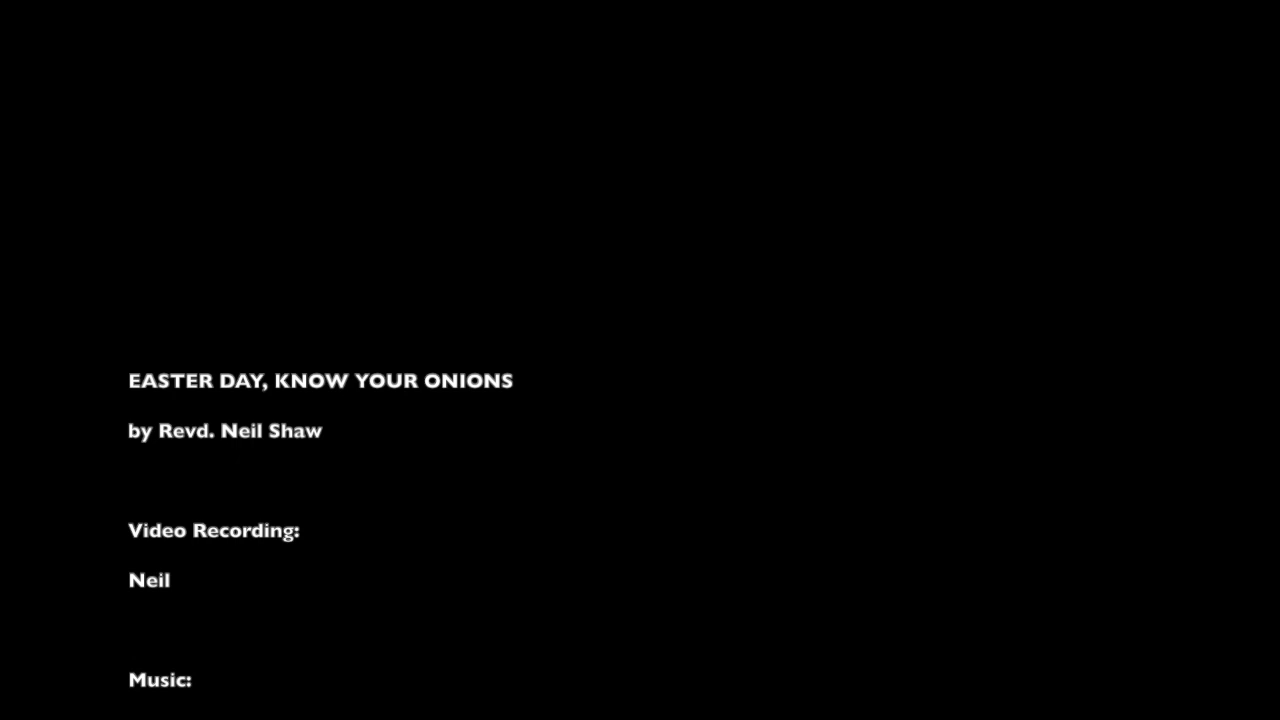 EASTER DAY, KNOW YOUR ONIONS
by Revd. Neil Shaw
Video Recording:
Neil
Music: